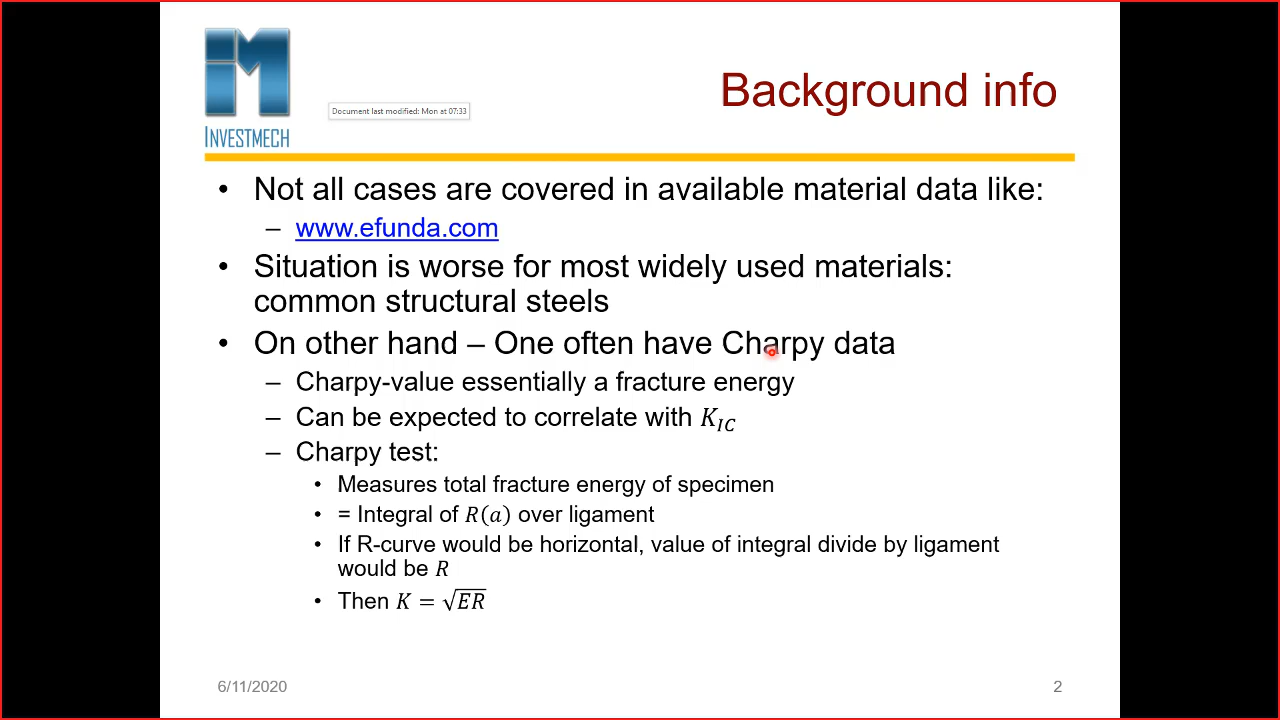 Background info
Document last modified: Mon at 07:33
INVESTMECH
• Not all cases are covered in available material data like:
– www.efunda.com
• Situation is worse for most widely used materials:
common structural steels
• On other hand – One often have Charpy data
– Charpy-value essentially a fracture energy
– Can be expected to correlate with K_IC
– Charpy test:
• Measures total fracture energy of specimen
• = Integral of R(a) over ligament
• If R-curve would be horizontal, value of integral divide by ligament
would be R
• Then K = √ER
6/11/2020
2